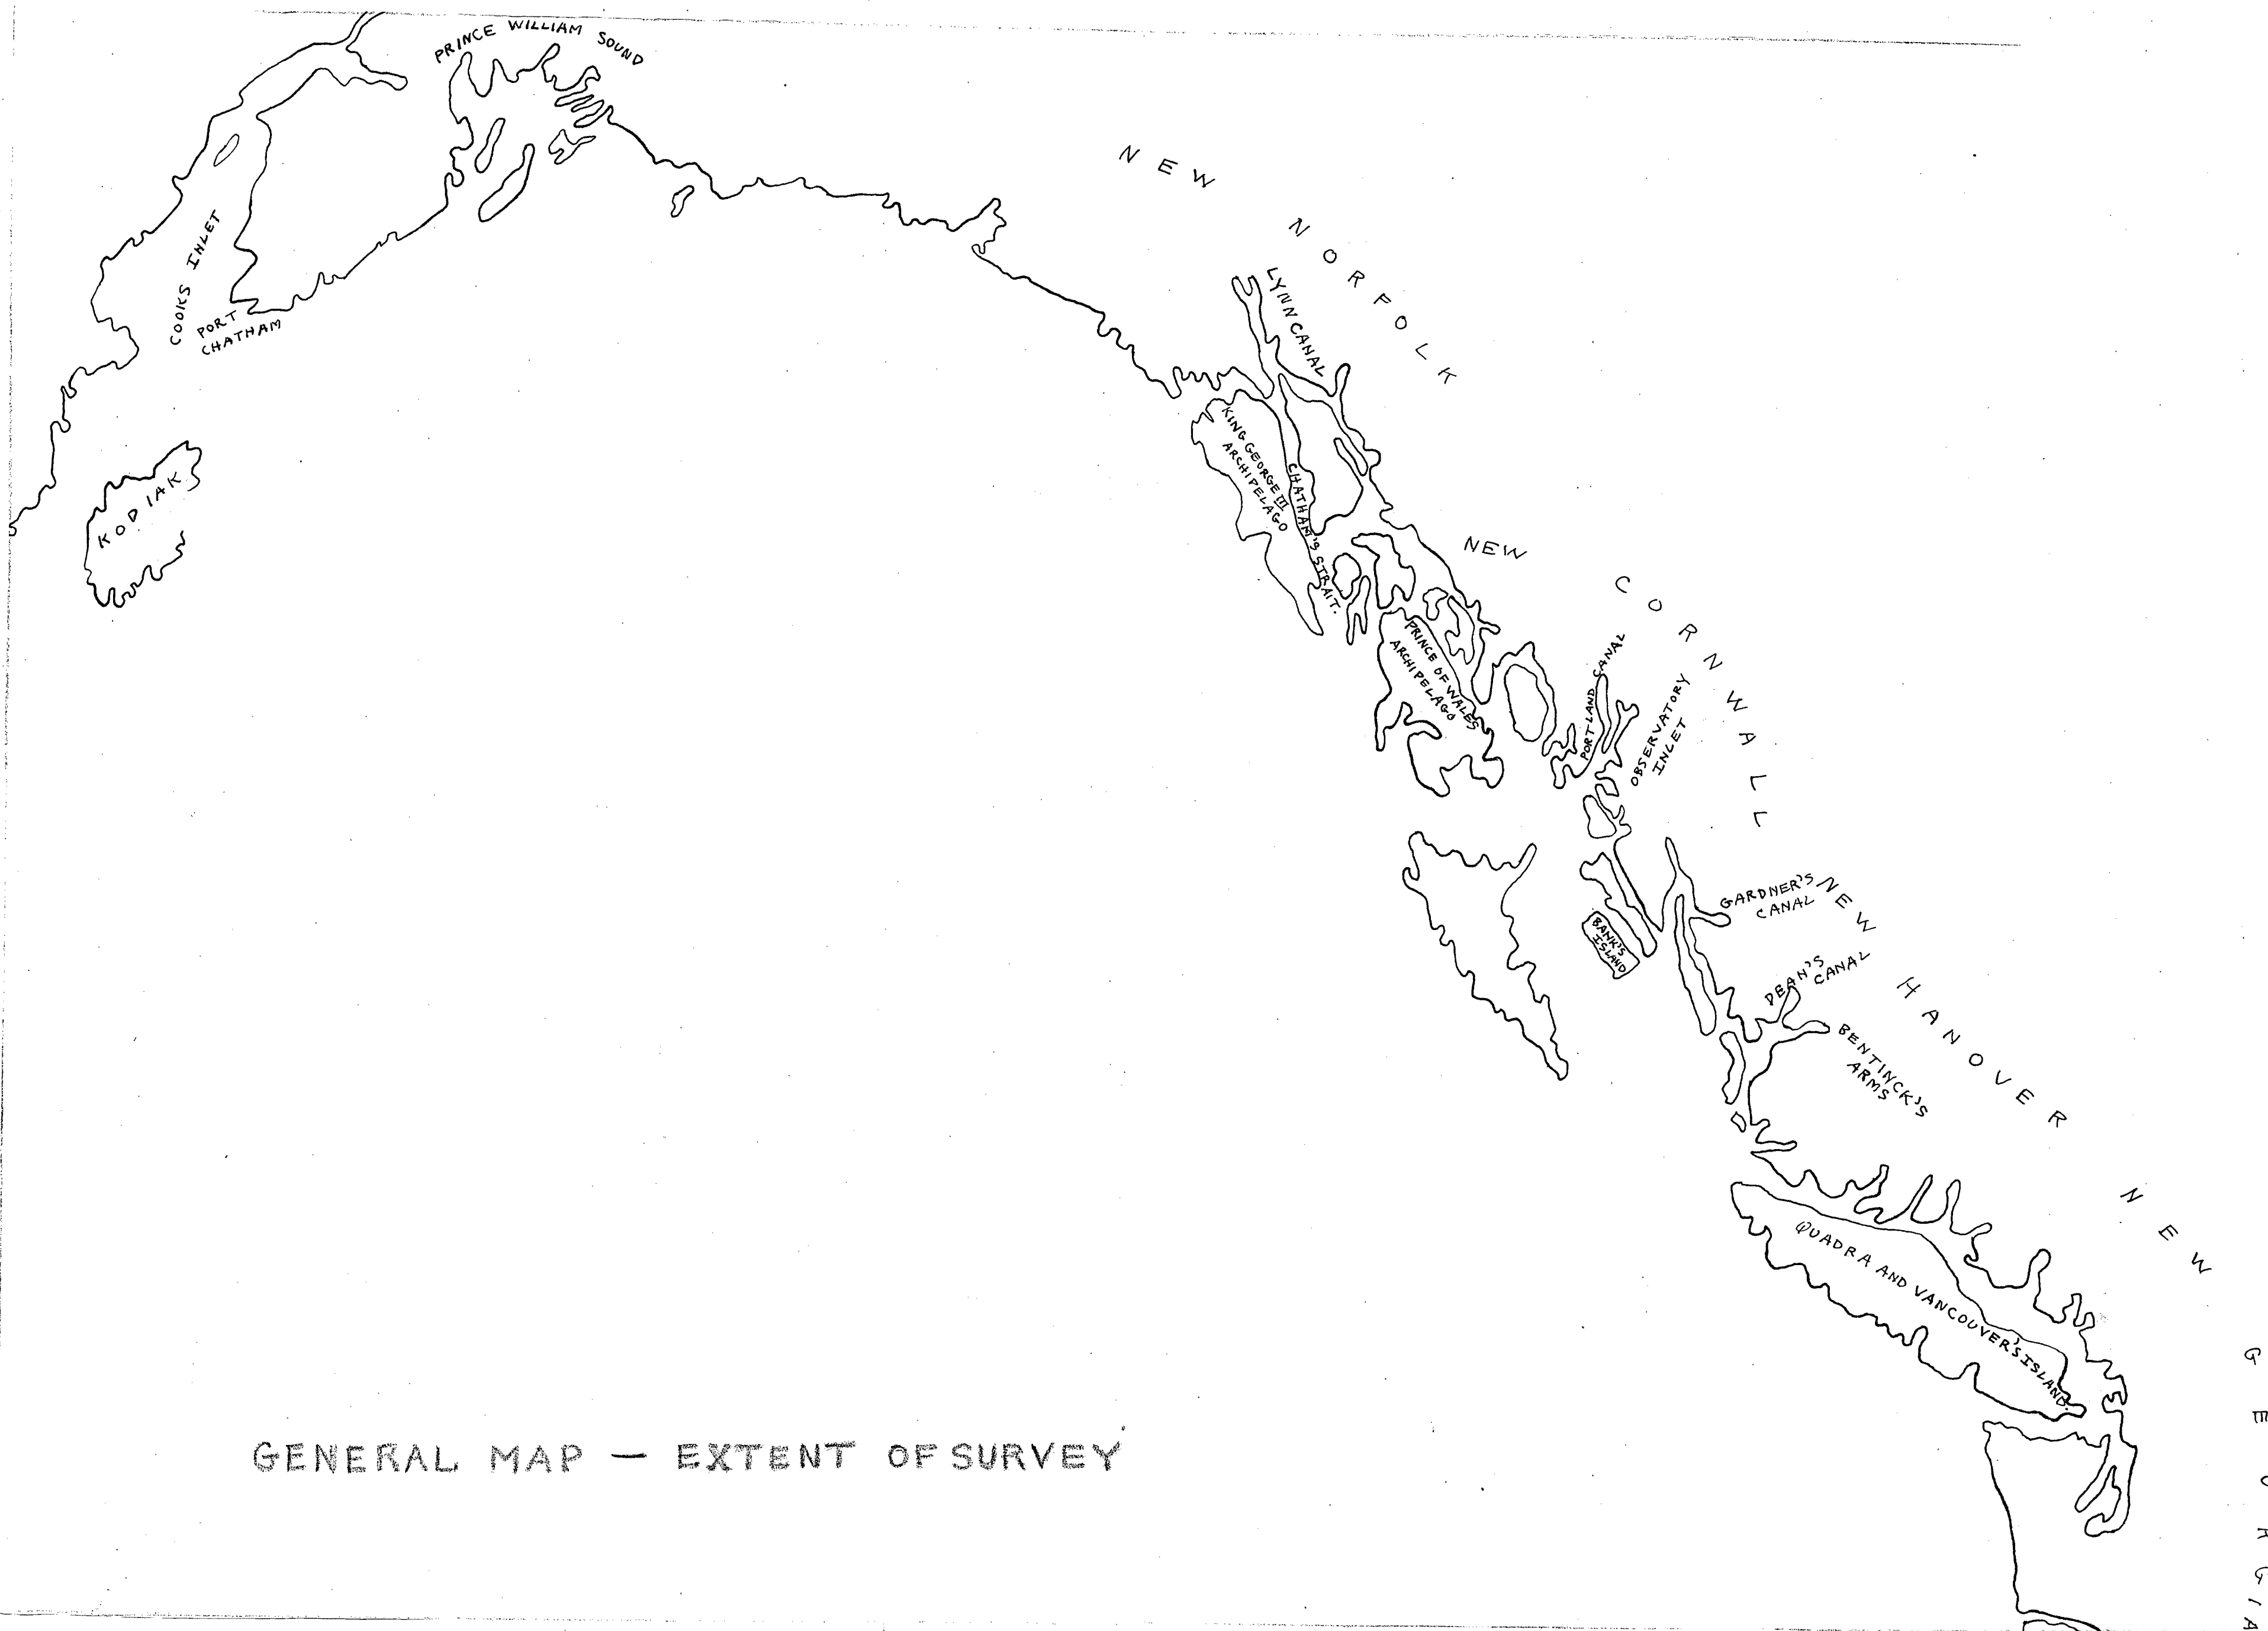 PRINCE WILLIAM SOUND
COOKS INLET
PORT
CHATHAM
KODIAK
NEW NORFOLK
LYNN CANAL
KING GEORGE III
ARCHIPELAGO
CHATHAM'S STRAIT.
NEW CORNWALL
PRINCE OF WALES
ARCHIPELAGO
PORTLAND CANAL
OBSERVATORY
INLET
GARDNER'S
CANAL
BANK'S
ISLAND
NEW HANOVER
DEAN'S
CANAL
BENTINCK'S
ARMS
NEW GEORGIA
QUADRA AND VANCOUVER'S ISLAND.
GENERAL MAP — EXTENT OF SURVEY